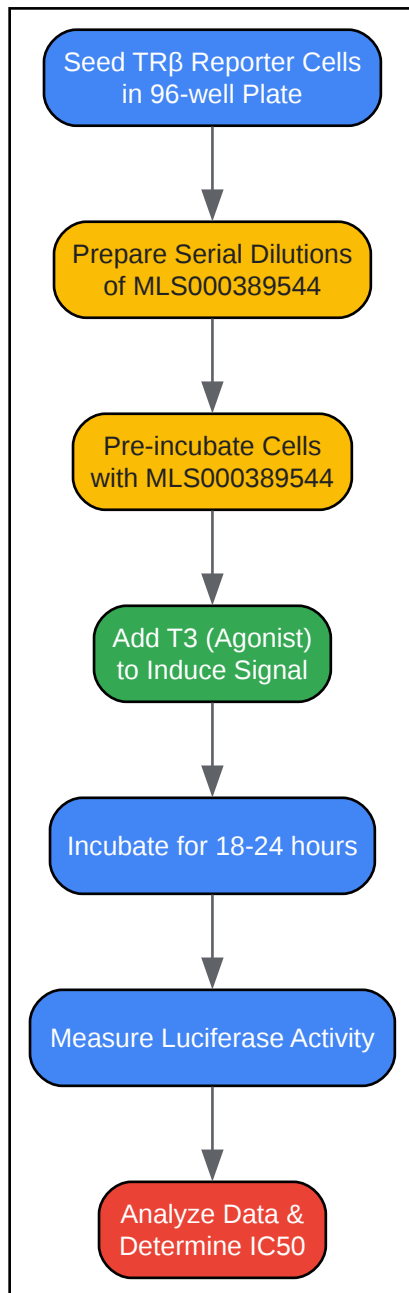 Seed TRβ Reporter Cells
in 96-well Plate
Prepare Serial Dilutions
of MLS000389544
Pre-incubate Cells
with MLS000389544
Add T3 (Agonist)
to Induce Signal
Incubate for 18-24 hours
Measure Luciferase Activity
Analyze Data &
Determine IC50